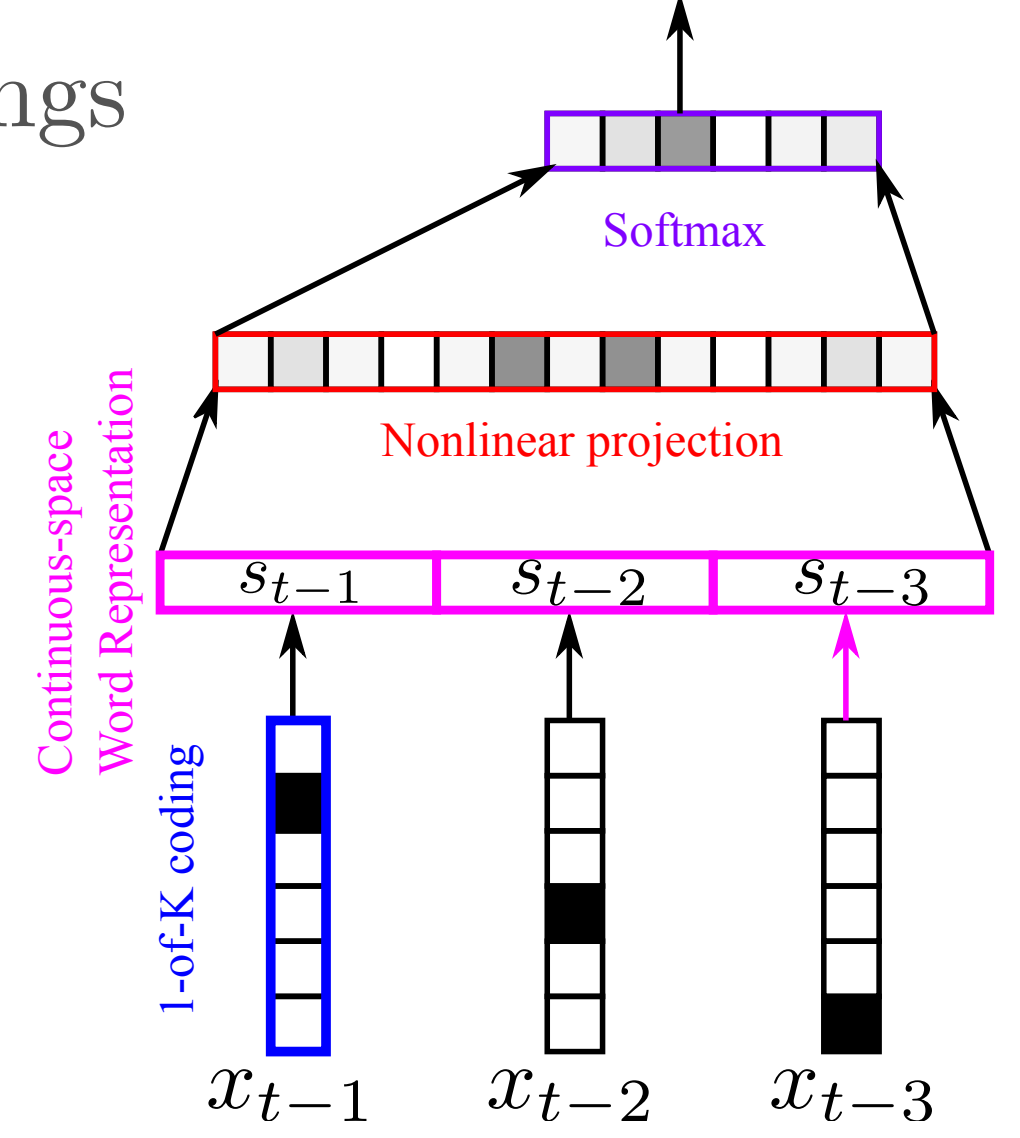 ngs
Softmax
Nonlinear projection
Continuous-space
Word Representation
s_{t−1} s_{t−2} s_{t−3}
1-of-K coding
x_{t−1} x_{t−2} x_{t−3}